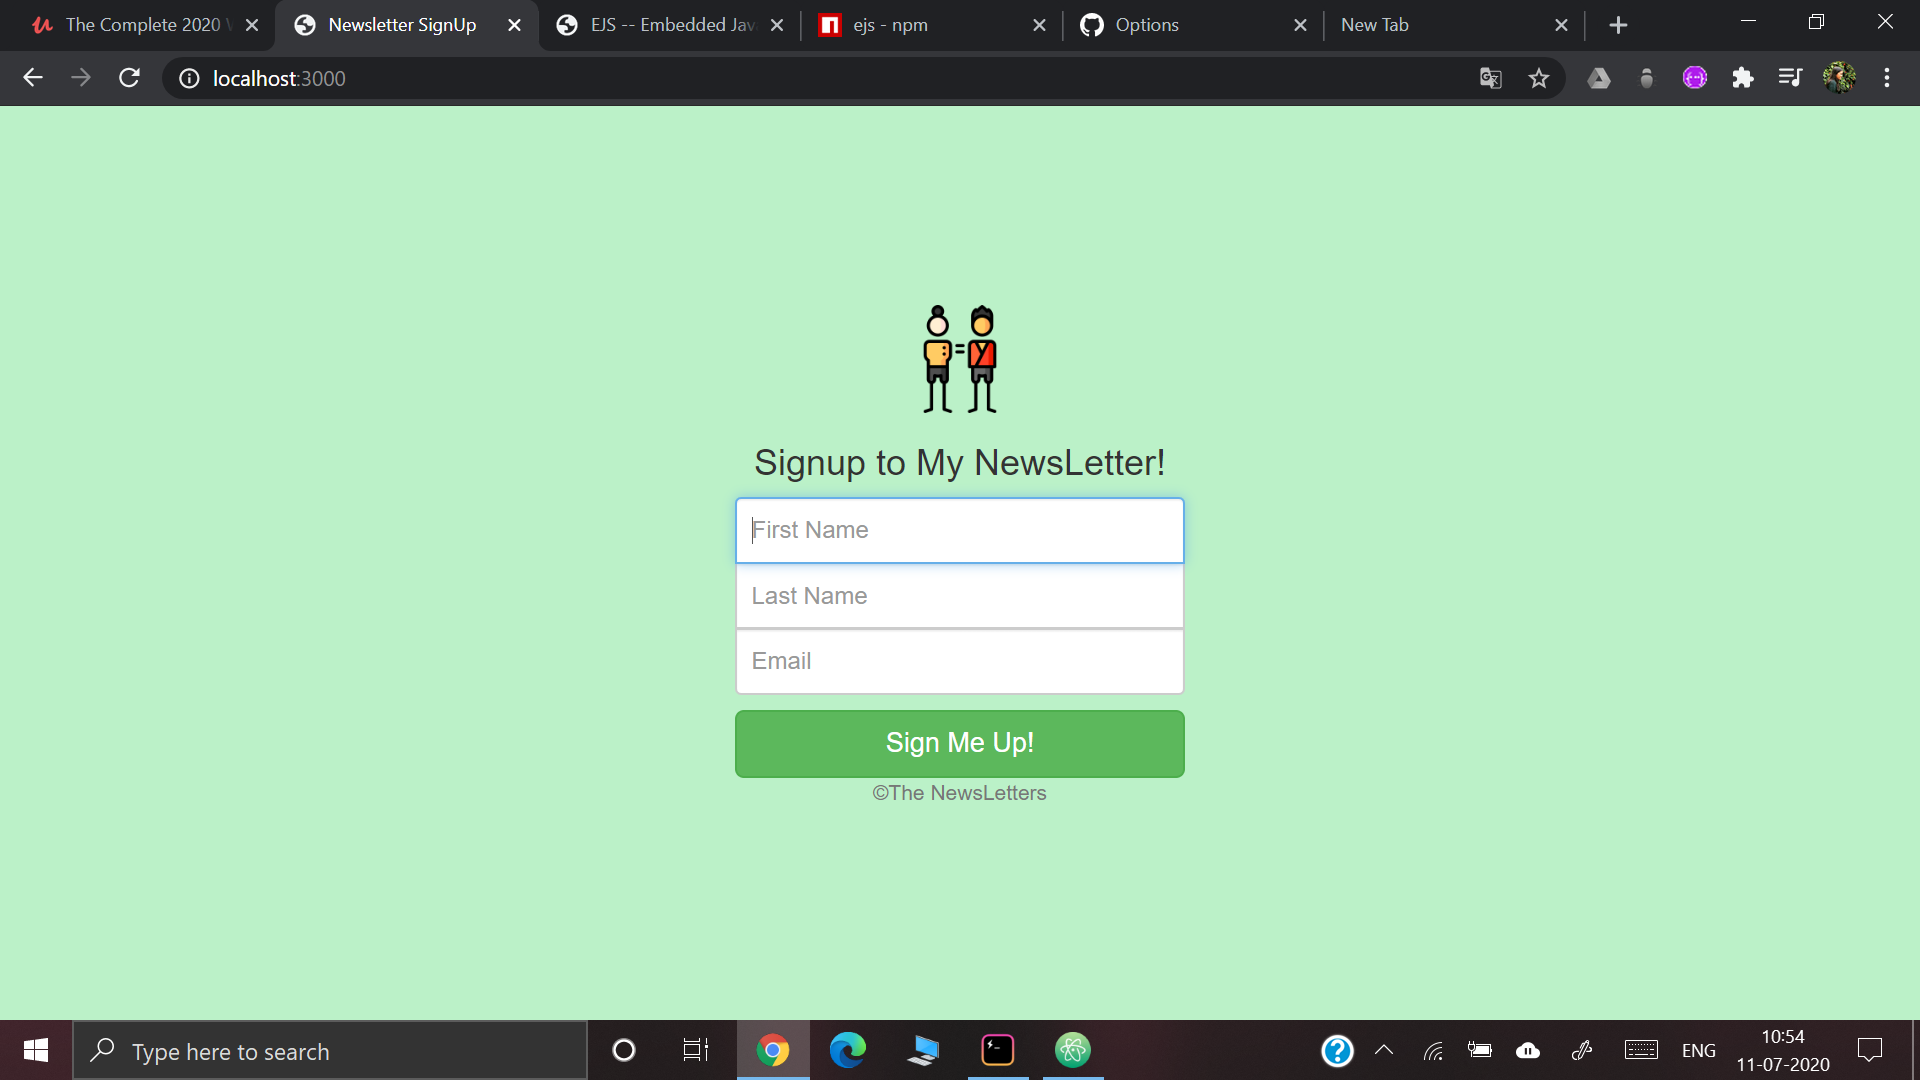 The Complete 2020
Newsletter SignUp
EJS -- Embedded Jav
ejs - npm
Options
New Tab
localhost:3000
Signup to My NewsLetter!
First Name
Last Name
Email
Sign Me Up!
©The NewsLetters
Type here to search
ENG
10:54
11-07-2020